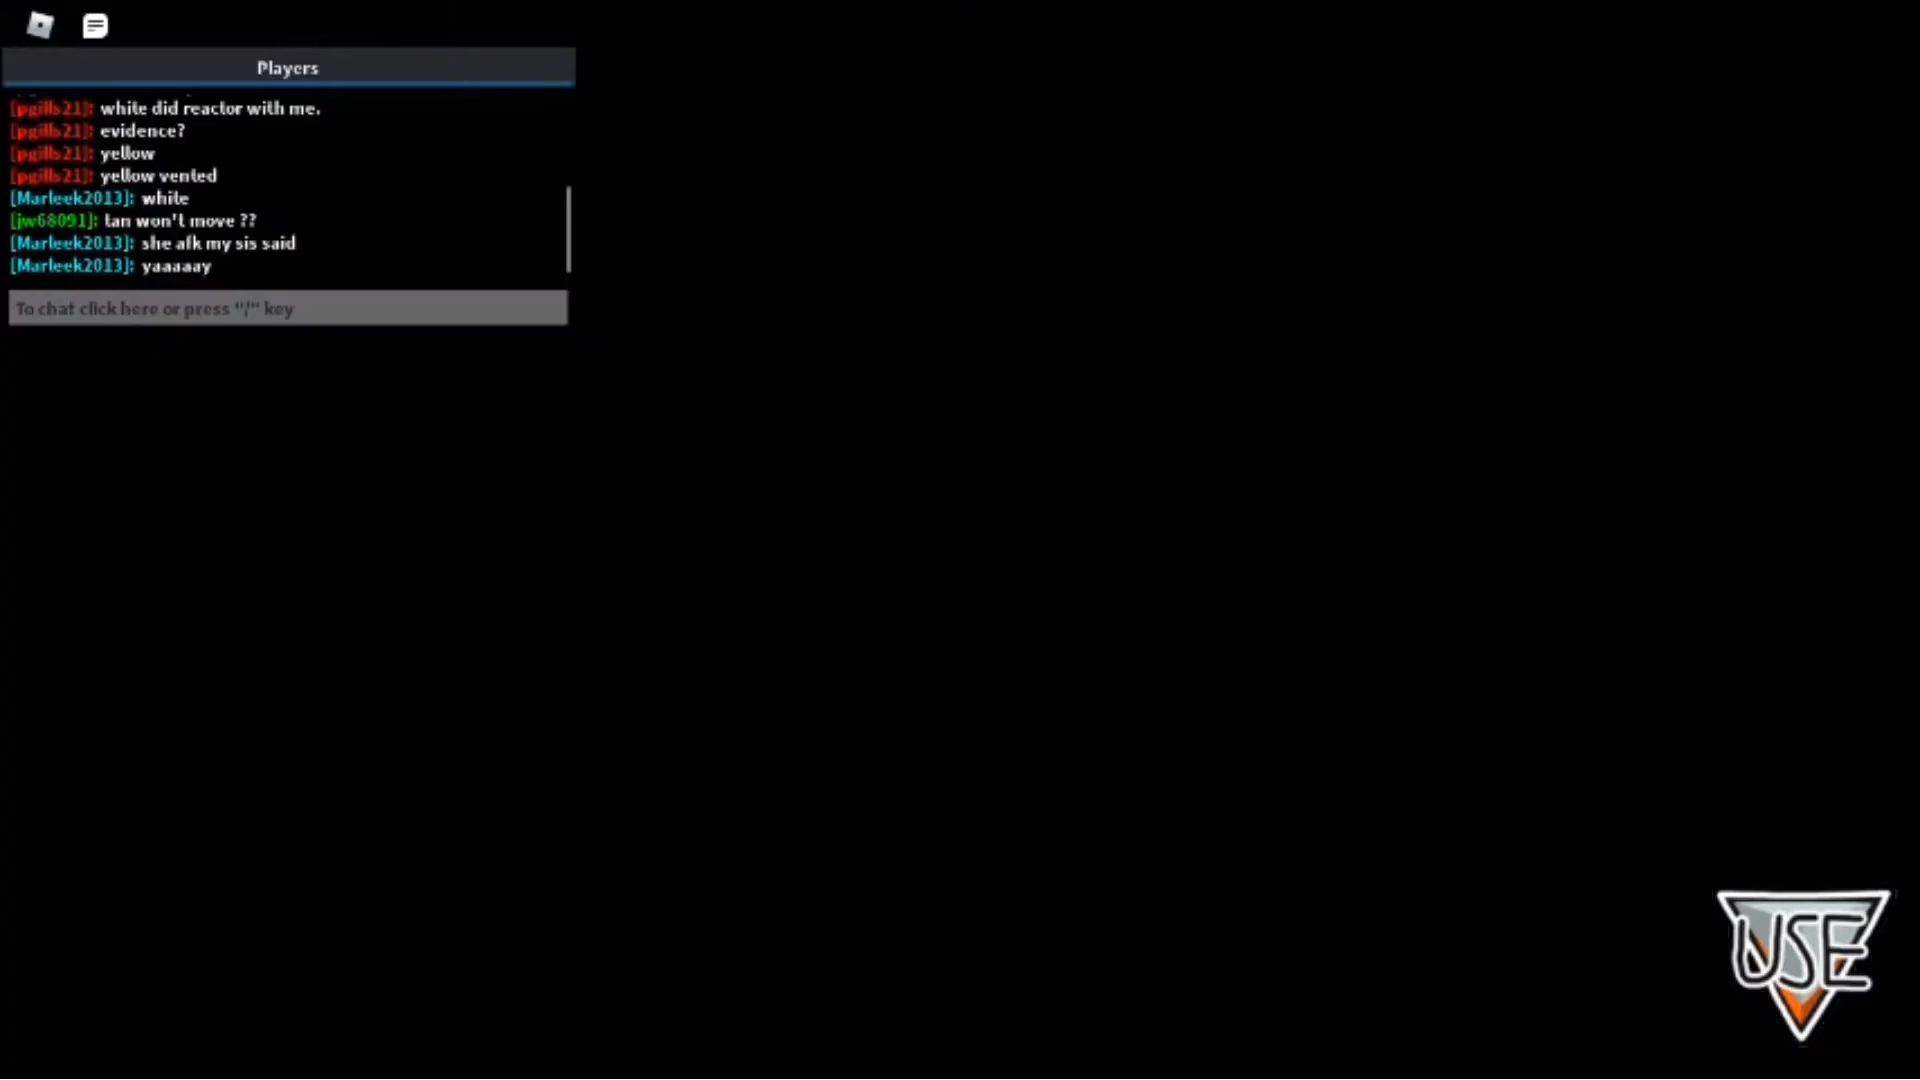 Players
[pgills21]: white did reactor with me.
[pgills21]: evidence?
[pgills21]: yellow
[pgills21]: yellow vented
[Marleek2013]: white
[jw68091]: tan won't move ??
[Marleek2013]: she afk my sis said
[Marleek2013]: yaaaaay
To chat click here or press "/" key
USE